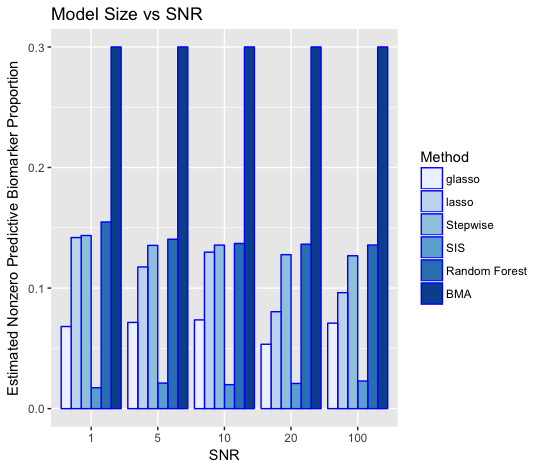 Model Size vs SNR
Estimated Nonzero Predictive Biomarker Proportion
0.3
0.2
0.1
0.0
1 5 10 20 100
SNR
Method
glasso
lasso
Stepwise
SIS
Random Forest
BMA